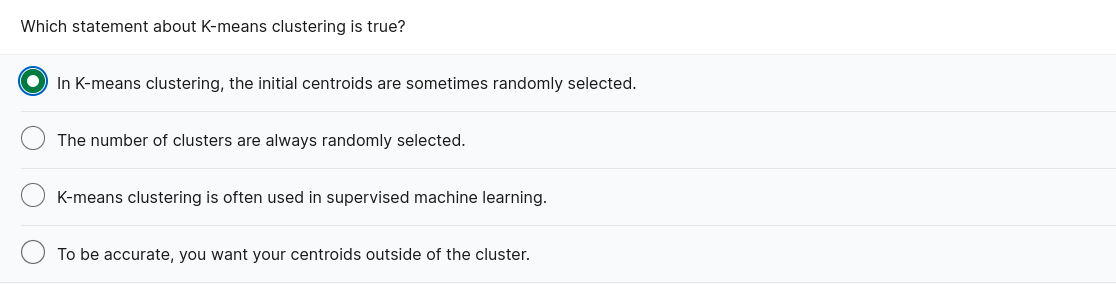 Which statement about K-means clustering is true?
In K-means clustering, the initial centroids are sometimes randomly selected.
The number of clusters are always randomly selected.
K-means clustering is often used in supervised machine learning.
To be accurate, you want your centroids outside of the cluster.